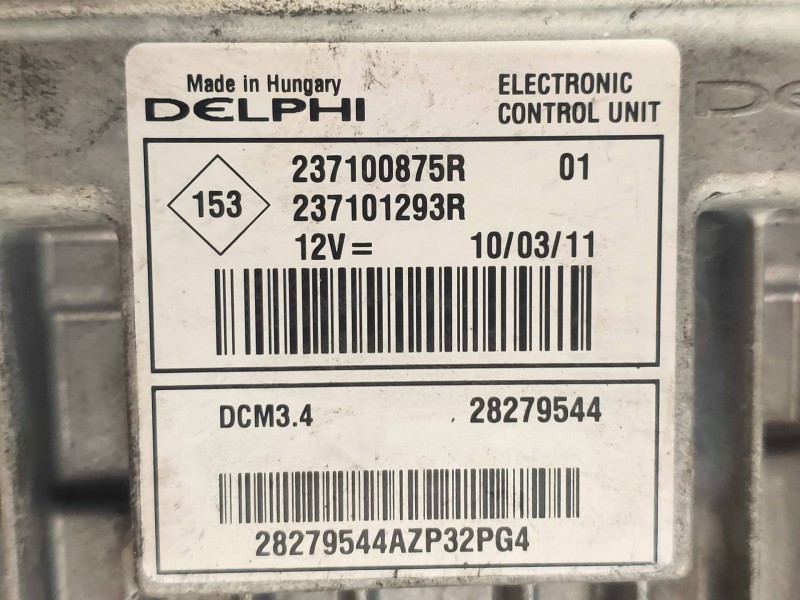 Made in Hungary
DELPHI
ELECTRONIC
CONTROL UNIT
153
237100875R 01
237101293R
12V= 10/03/11
DCM3.4 28279544
28279544AZP32PG4